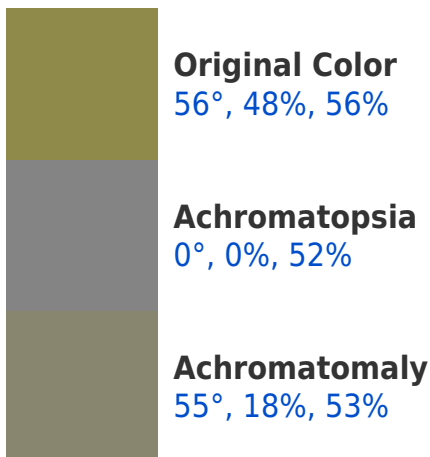 Original Color
56°, 48%, 56%
Achromatopsia
0°, 0%, 52%
Achromatomaly
55°, 18%, 53%